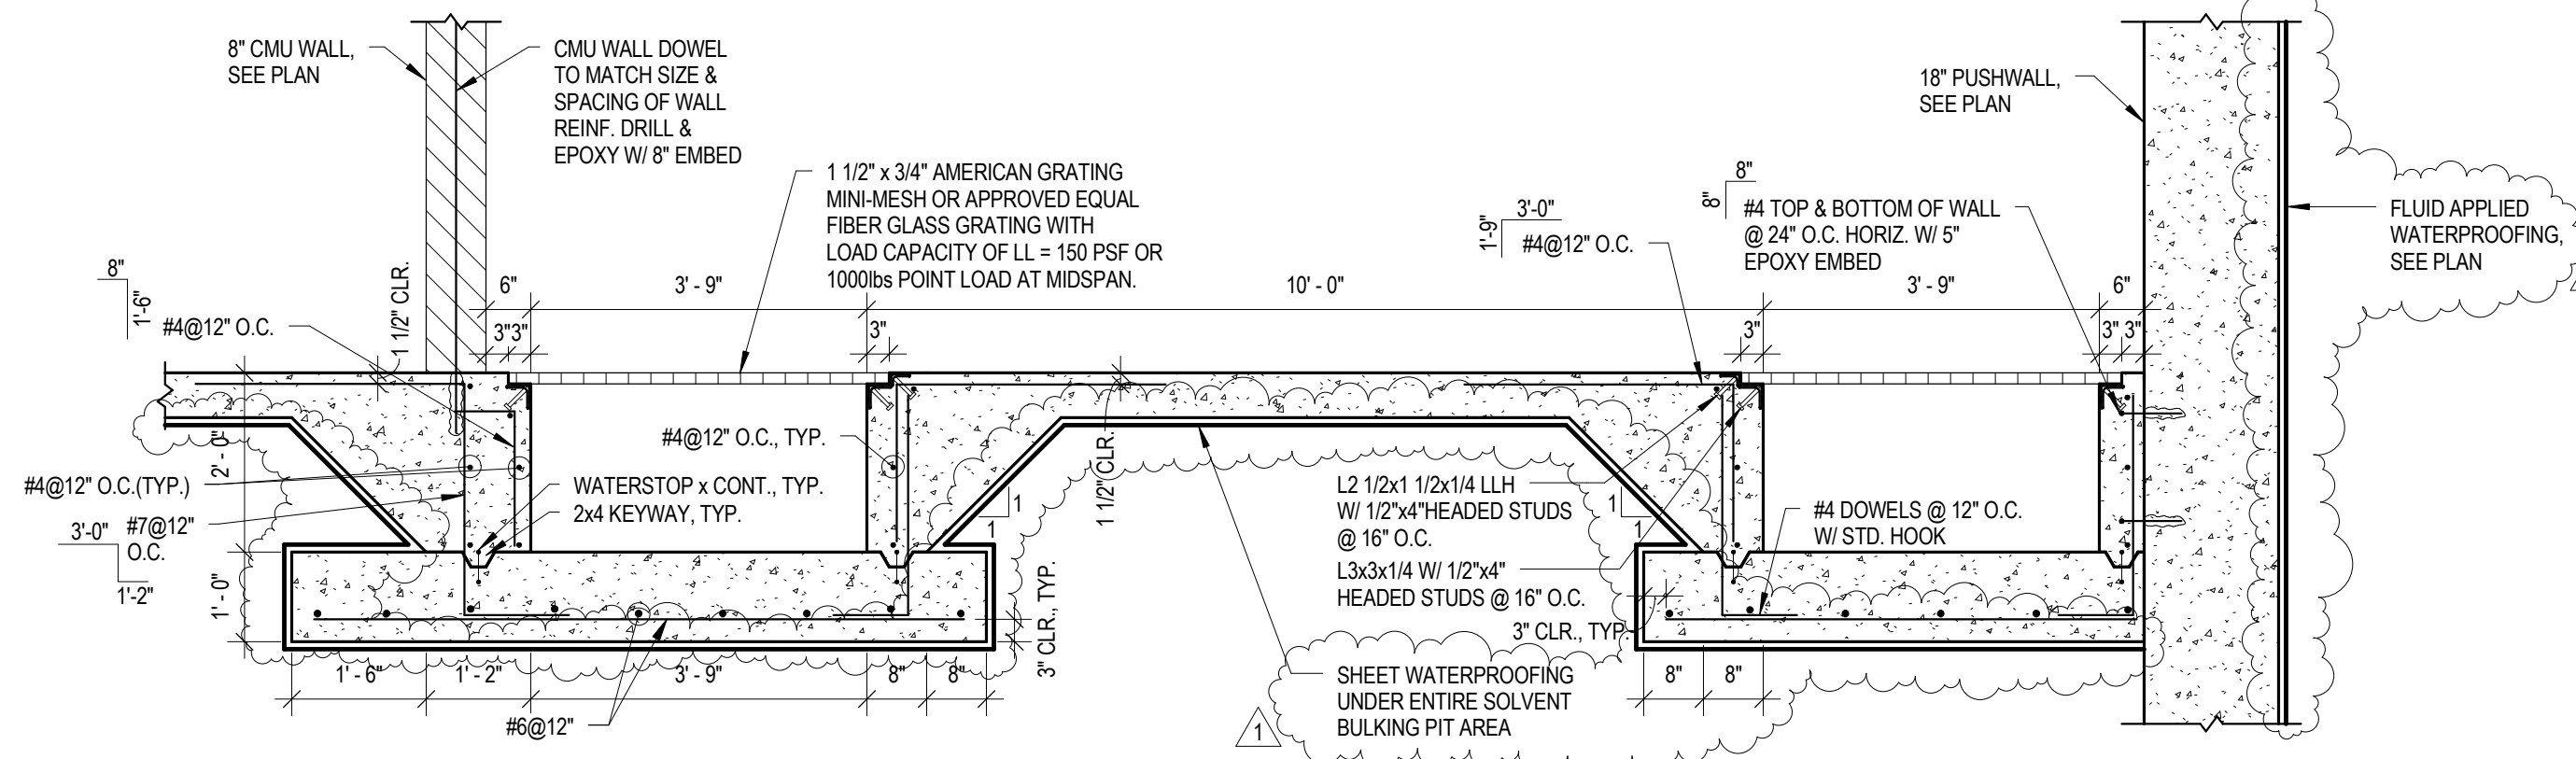 8" CMU WALL,
SEE PLAN
CMU WALL DOWEL
TO MATCH SIZE &
SPACING OF WALL
REINF. DRILL &
EPOXY W/ 8" EMBED
1 1/2" x 3/4" AMERICAN GRATING
MINI-MESH OR APPROVED EQUAL
FIBER GLASS GRATING WITH
LOAD CAPACITY OF LL = 150 PSF OR
1000lbs POINT LOAD AT MIDSPAN.
18" PUSHWALL,
SEE PLAN
8"
8"
#4 TOP & BOTTOM OF WALL
@ 24" O.C. HORIZ. W/ 5"
EPOXY EMBED
FLUID APPLIED
WATERPROOFING,
SEE PLAN
3'-0"
1'-9"
#4@12" O.C.
8"
1'-6"
#4@12" O.C.
1 1/2" CLR.
6"
3' - 9"
10' - 0"
3' - 9"
6"
3"
3"
3"
3"
3"
3"
2' - 0"
#4@12" O.C., TYP.
#4@12" O.C.(TYP.)
WATERSTOP x CONT., TYP.
2x4 KEYWAY, TYP.
3'-0"
1'-2"
#7@12"
O.C.
1' - 0"
1
1
1 1/2" CLR.
L2 1/2x1 1/2x1/4 LLH
W/ 1/2"x4"HEADED STUDS
@ 16" O.C.
L3x3x1/4 W/ 1/2"x4"
HEADED STUDS @ 16" O.C.
1
1
#4 DOWELS @ 12" O.C.
W/ STD. HOOK
3" CLR., TYP.
3" CLR., TYP.
1' - 6"
1' - 2"
3' - 9"
8"
8"
8"
8"
#6@12"
SHEET WATERPROOFING
UNDER ENTIRE SOLVENT
BULKING PIT AREA
1